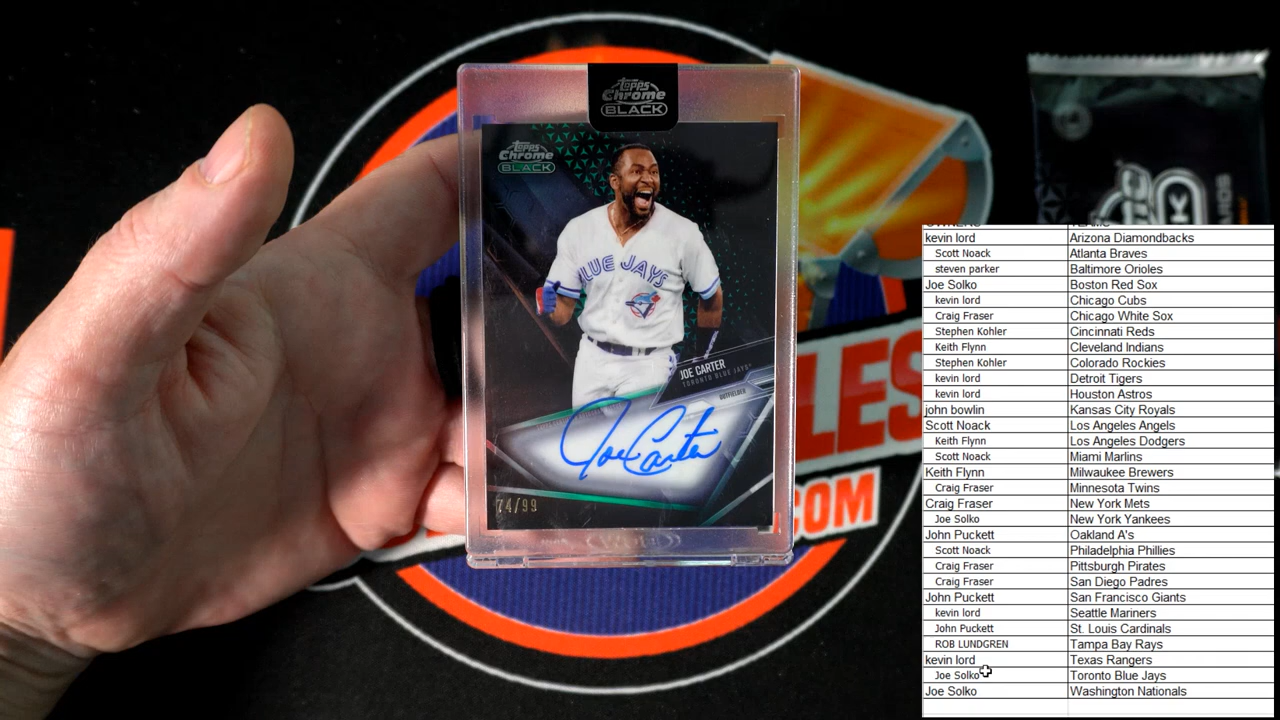 Topps
Chrome
BLACK
Topps
Chrome
BLACK
BLUE JAYS
JOE CARTER
TORONTO BLUE JAYS
OUTFIELDER
Joe Carter
74/99
LES
.COM
OWNERS TEAMS
kevin lord Arizona Diamondbacks
Scott Noack Atlanta Braves
steven parker Baltimore Orioles
Joe Solko Boston Red Sox
kevin lord Chicago Cubs
Craig Fraser Chicago White Sox
Stephen Kohler Cincinnati Reds
Keith Flynn Cleveland Indians
Stephen Kohler Colorado Rockies
kevin lord Detroit Tigers
kevin lord Houston Astros
john bowlin Kansas City Royals
Scott Noack Los Angeles Angels
Keith Flynn Los Angeles Dodgers
Scott Noack Miami Marlins
Keith Flynn Milwaukee Brewers
Craig Fraser Minnesota Twins
Craig Fraser New York Mets
Joe Solko New York Yankees
John Puckett Oakland A's
Scott Noack Philadelphia Phillies
Craig Fraser Pittsburgh Pirates
Craig Fraser San Diego Padres
John Puckett San Francisco Giants
kevin lord Seattle Mariners
John Puckett St. Louis Cardinals
ROB LUNDGREN Tampa Bay Rays
kevin lord Texas Rangers
Joe Solko Toronto Blue Jays
Joe Solko Washington Nationals